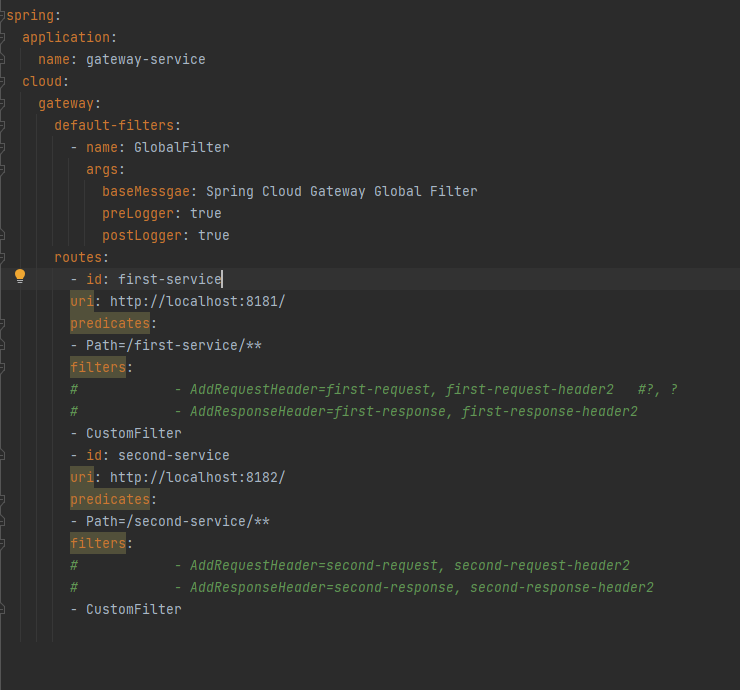 spring:
  application:
    name: gateway-service
  cloud:
    gateway:
      default-filters:
        - name: GlobalFilter
          args:
            baseMessgae: Spring Cloud Gateway Global Filter
            preLogger: true
            postLogger: true
      routes:
        - id: first-service
        uri: http://localhost:8181/
        predicates:
        - Path=/first-service/**
        filters:
        #            - AddRequestHeader=first-request, first-request-header2   #?, ?
        #            - AddResponseHeader=first-response, first-response-header2
        - CustomFilter
        - id: second-service
        uri: http://localhost:8182/
        predicates:
        - Path=/second-service/**
        filters:
        #            - AddRequestHeader=second-request, second-request-header2
        #            - AddResponseHeader=second-response, second-response-header2
        - CustomFilter